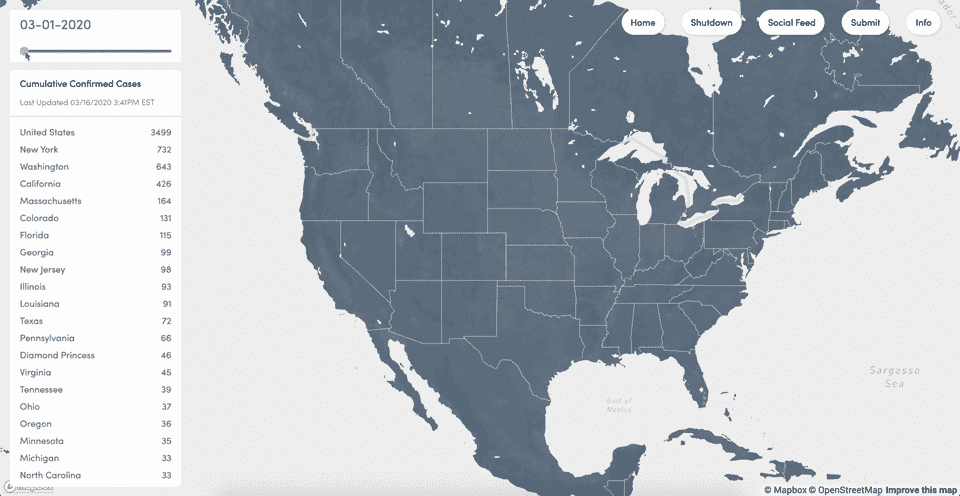 03-01-2020
Home
Shutdown
Social Feed
Submit
Info
Cumulative Confirmed Cases
Last Updated 03/16/2020 3:41PM EST
United States 3499
New York 732
Washington 643
California 426
Massachusetts 164
Colorado 131
Florida 115
Georgia 99
New Jersey 98
Illinois 93
Louisiana 91
Texas 72
Pennsylvania 66
Diamond Princess 46
Virginia 45
Tennessee 39
Ohio 37
Oregon 36
Minnesota 35
Michigan 33
North Carolina 33
Sargasso
Sea
Gulf of
Mexico
© Mapbox © OpenStreetMap Improve this map